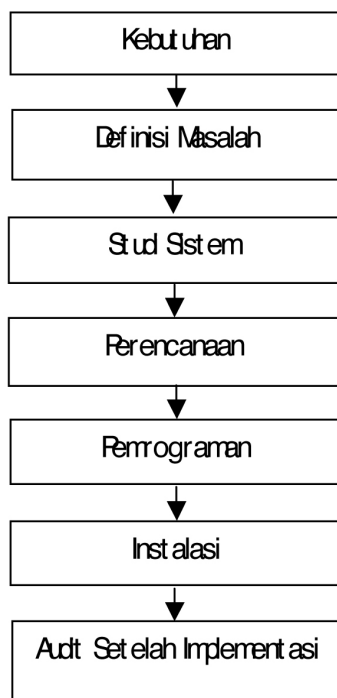 Kebutuhan
Definisi Masalah
Studi Sistem
Perencanaan
Pemrograman
Instalasi
Audit Setelah Implementasi